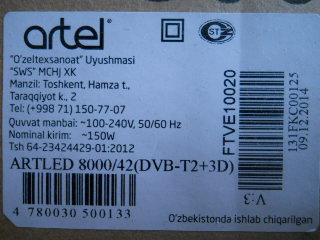 artel®
"O'zeltexsanoat" Uyushmasi
"SWS" MCHJ XK
Manzil: Toshkent, Hamza t.,
Taraqqiyot k., 2
Tel: (+998 71) 150-77-07
Quvvat manbai: ~100-240V, 50/60 Hz
Nominal kirim: ~150W
Tsh 64-23424429-01:2012
ARTLED 8000/42(DVB-T2+3D)
4 780030 500133
FTVE10020
131FKC00125
09.12.2014
V:3
O'zbekistonda ishlab chiqarilgan